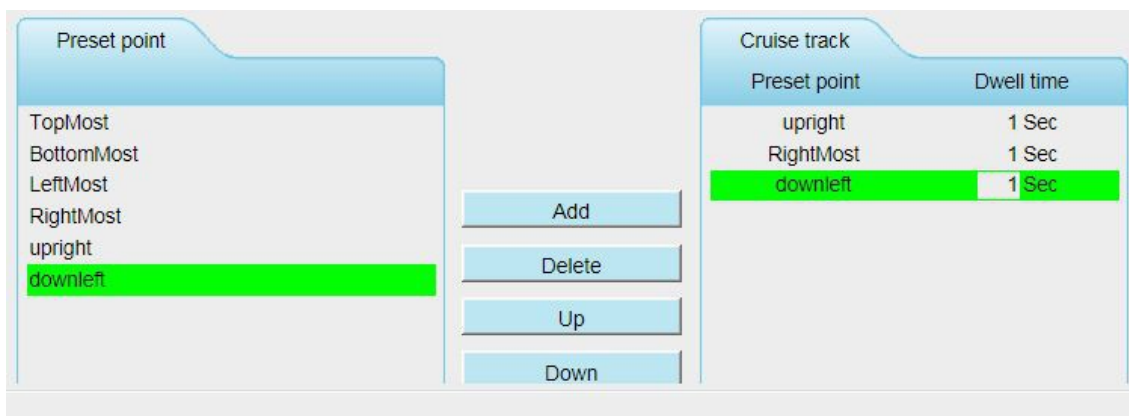 Preset point
TopMost
BottomMost
LeftMost
RightMost
upright
downleft
Add
Delete
Up
Down
Cruise track
Preset point Dwell time
upright 1 Sec
RightMost 1 Sec
downleft 1 Sec